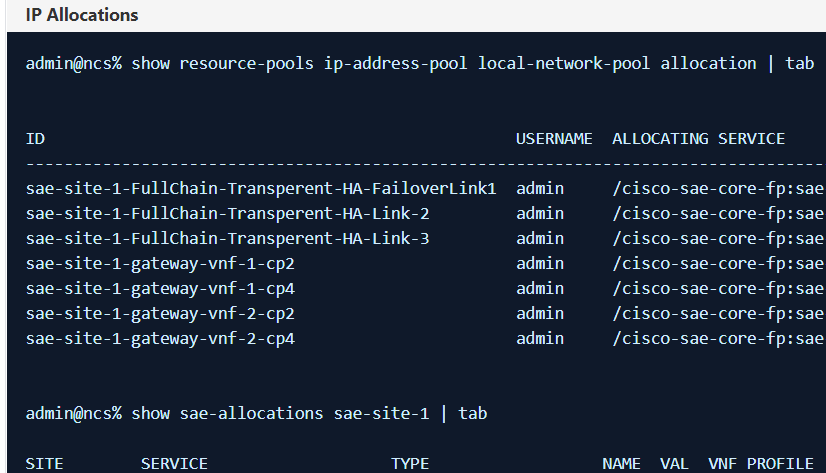 IP Allocations
admin@ncs% show resource-pools ip-address-pool local-network-pool allocation | tab
ID USERNAME ALLOCATING SERVICE
-----------------------------------------------------------------------------------
sae-site-1-FullChain-Transperent-HA-FailoverLink1 admin /cisco-sae-core-fp:sae
sae-site-1-FullChain-Transperent-HA-Link-2 admin /cisco-sae-core-fp:sae
sae-site-1-FullChain-Transperent-HA-Link-3 admin /cisco-sae-core-fp:sae
sae-site-1-gateway-vnf-1-cp2 admin /cisco-sae-core-fp:sae
sae-site-1-gateway-vnf-1-cp4 admin /cisco-sae-core-fp:sae
sae-site-1-gateway-vnf-2-cp2 admin /cisco-sae-core-fp:sae
sae-site-1-gateway-vnf-2-cp4 admin /cisco-sae-core-fp:sae
admin@ncs% show sae-allocations sae-site-1 | tab
SITE SERVICE TYPE NAME VAL VNF PROFILE